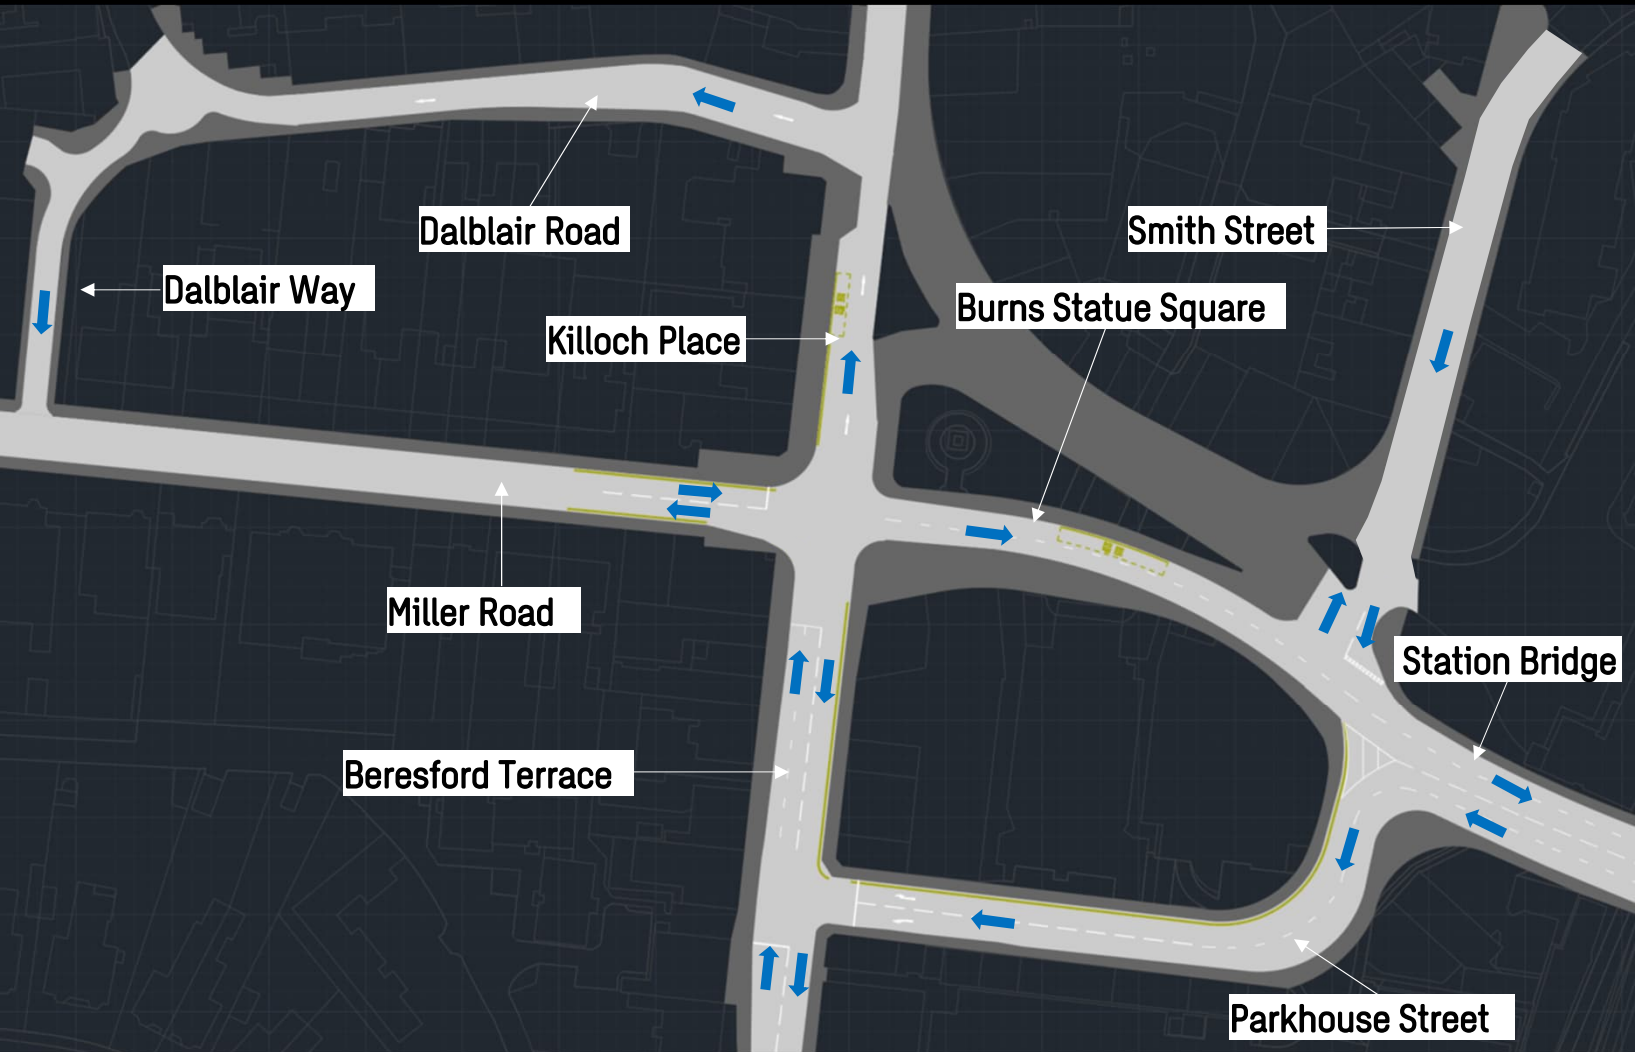 Dalblair Road
Smith Street
Dalblair Way
Burns Statue Square
Killoch Place
Miller Road
Station Bridge
Beresford Terrace
Parkhouse Street